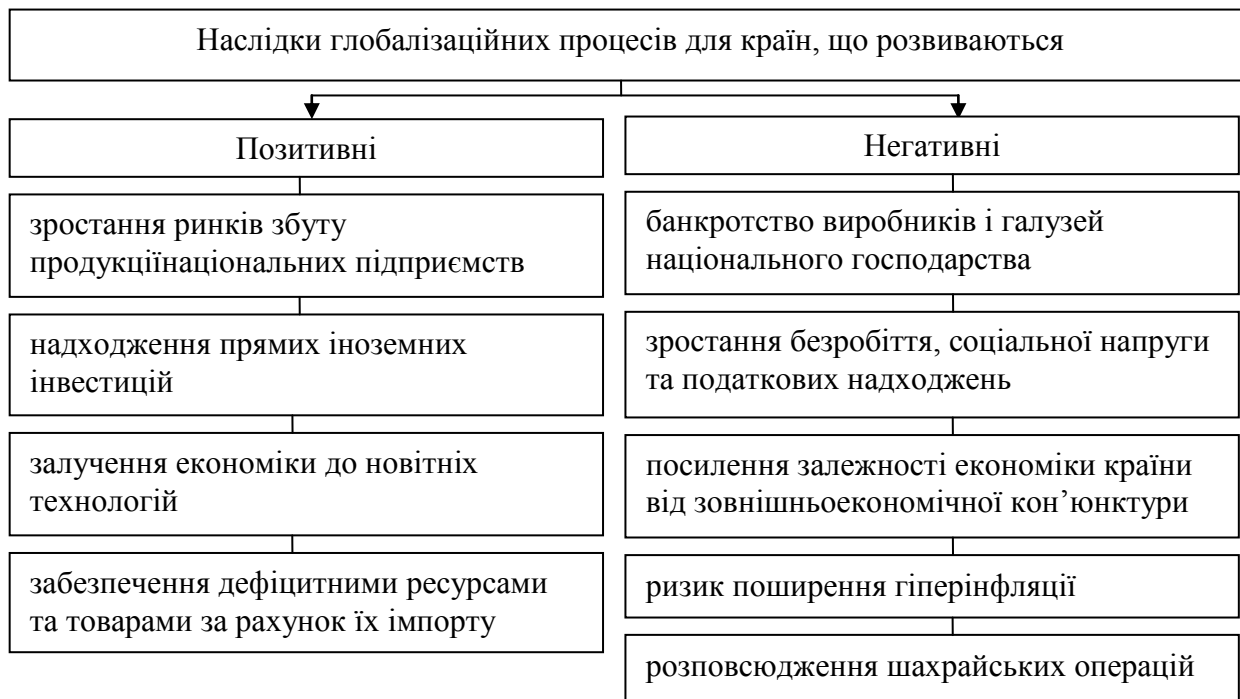 Наслідки глобалізаційних процесів для країн, що розвиваються
Позитивні
зростання ринків збуту
продукціїнаціональних підприємств
надходження прямих іноземних
інвестицій
залучення економіки до новітніх
технологій
забезпечення дефіцитними ресурсами
та товарами за рахунок їх імпорту
Негативні
банкротство виробників і галузей
національного господарства
зростання безробіття, соціальної напруги
та податкових надходжень
посилення залежності економіки країни
від зовнішньоекономічної кон’юнктури
ризик поширення гіперінфляції
розповсюдження шахрайських операцій